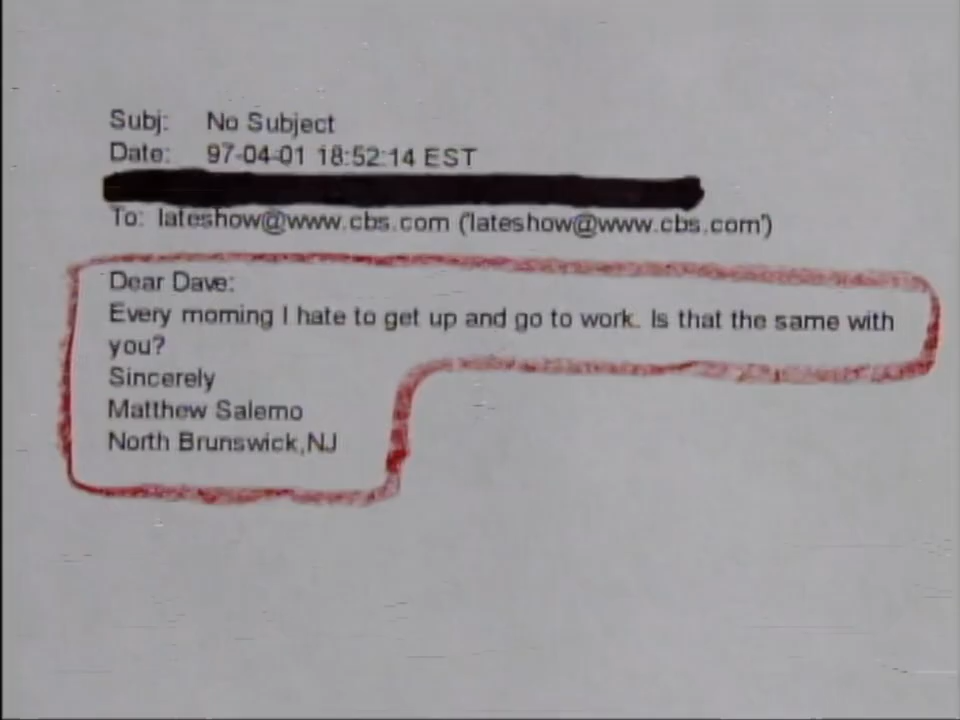 Subj: No Subject
Date: 97-04-01 18:52:14 EST
To: lateshow@www.cbs.com ('lateshow@www.cbs.com')
Dear Dave:
Every morning I hate to get up and go to work. Is that the same with
you?
Sincerely
Matthew Salerno
North Brunswick,NJ